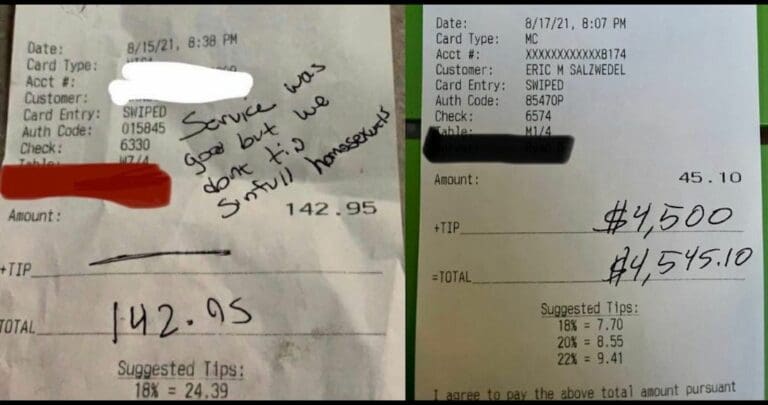 Date: 8/15/21, 8:38 PM
Card Type:
Acct #:
Customer:
Card Entry: SWIPED
Auth Code: 015845
Check: 6330
W7/4
Service was
good but we
dont tip
sinfull homosexuals
Amount: 142.95
+TIP
TOTAL 142.95
Suggested Tips:
18% = 24.39
Date: 8/17/21, 8:07 PM
Card Type: MC
Acct #: XXXXXXXXXXXX8174
Customer: ERIC M SALZWEDEL
Card Entry: SWIPED
Auth Code: 85470P
Check: 6574
Table: M1/4
Amount: 45.10
+TIP $4,500
=TOTAL $4,545.10
Suggested Tips:
18% = 7.70
20% = 8.55
22% = 9.41
I agree to pay the above total amount pursuant